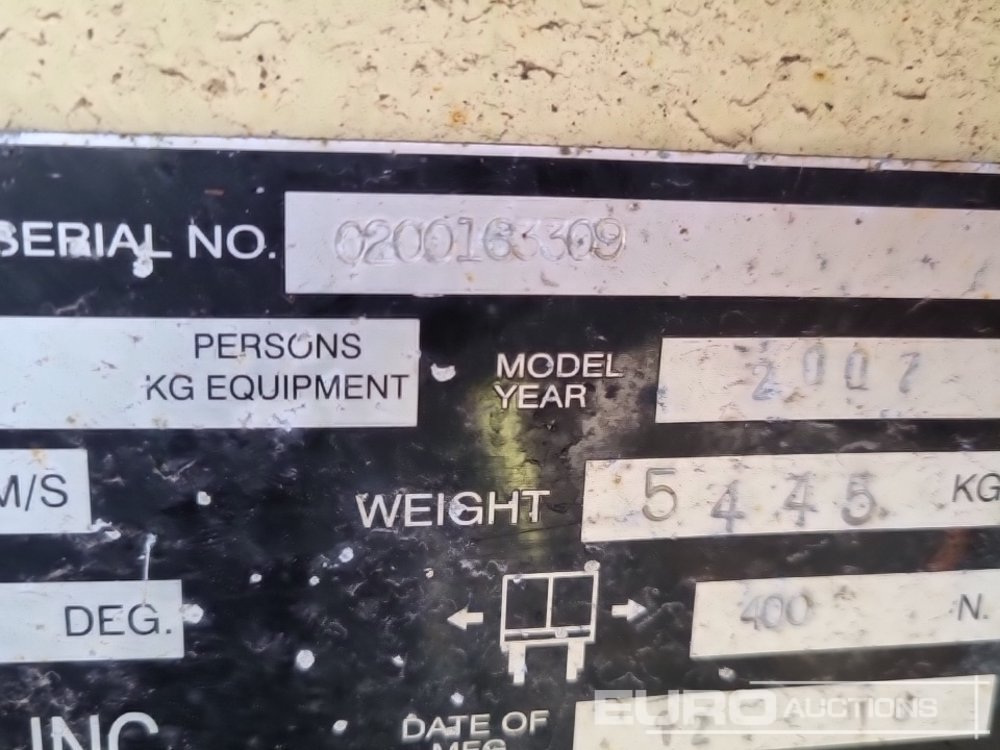 SERIAL NO. 0200163309
PERSONS
KG EQUIPMENT
MODEL
YEAR
2007
M/S
WEIGHT 5445 KG
DEG.
400 N.
INC
DATE OF
MFG
EURO AUCTIONS